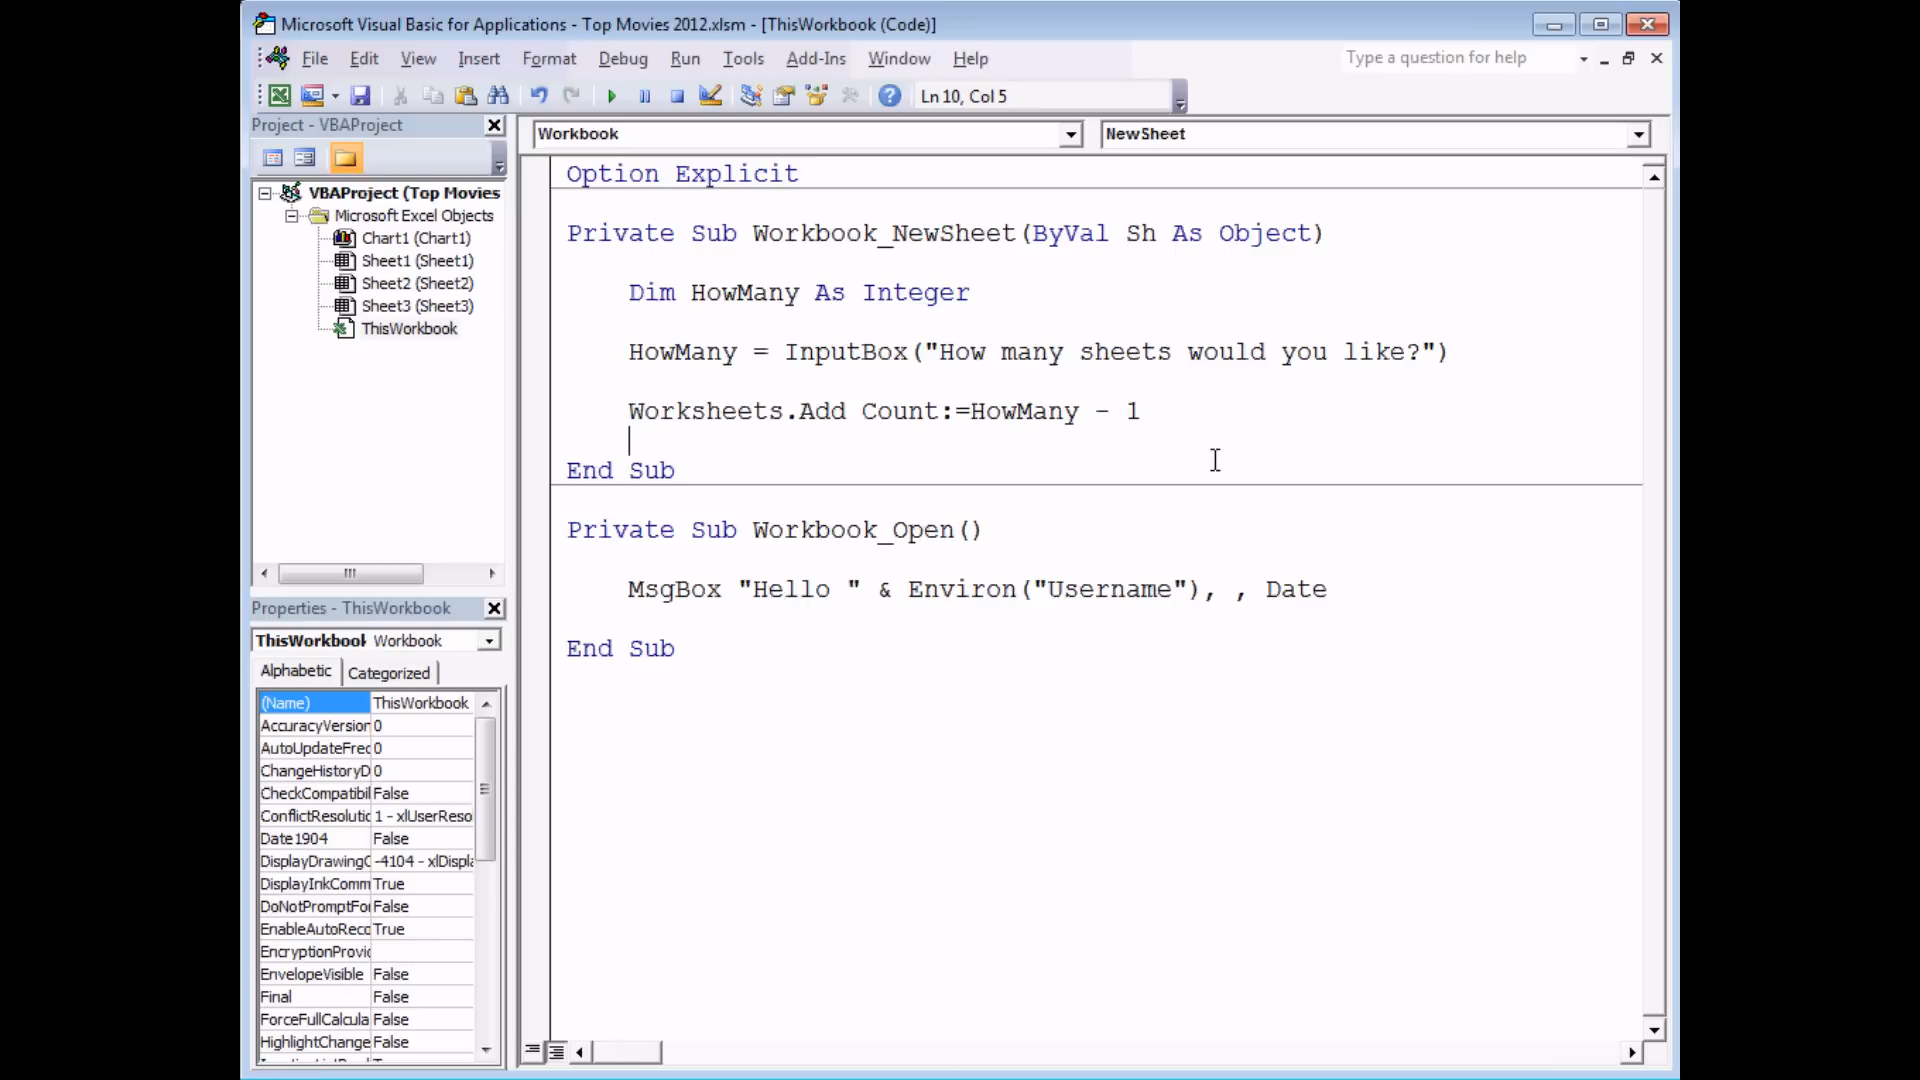 Microsoft Visual Basic for Applications - Top Movies 2012.xlsm - [ThisWorkbook (Code)]
File Edit View Insert Format Debug Run Tools Add-Ins Window Help
Type a question for help
Ln 10, Col 5
Project - VBAProject
VBAProject (Top Movies
Microsoft Excel Objects
Chart1 (Chart1)
Sheet1 (Sheet1)
Sheet2 (Sheet2)
Sheet3 (Sheet3)
ThisWorkbook
Properties - ThisWorkbook
ThisWorkbook Workbook
Alphabetic Categorized
(Name) ThisWorkbook
AccuracyVersion 0
AutoUpdateFrec 0
ChangeHistoryD 0
CheckCompatibil False
ConflictResolutic 1 - xlUserReso
Date1904 False
DisplayDrawingC -4104 - xlDispla
DisplayInkComm True
DoNotPromptFo False
EnableAutoReco True
EncryptionProvic
EnvelopeVisible False
Final False
ForceFullCalcula False
HighlightChange False
Workbook NewSheet
Option Explicit
Private Sub Workbook_NewSheet(ByVal Sh As Object)
Dim HowMany As Integer
HowMany = InputBox("How many sheets would you like?")
Worksheets.Add Count:=HowMany - 1
End Sub
Private Sub Workbook_Open()
MsgBox "Hello " & Environ("Username"), , Date
End Sub